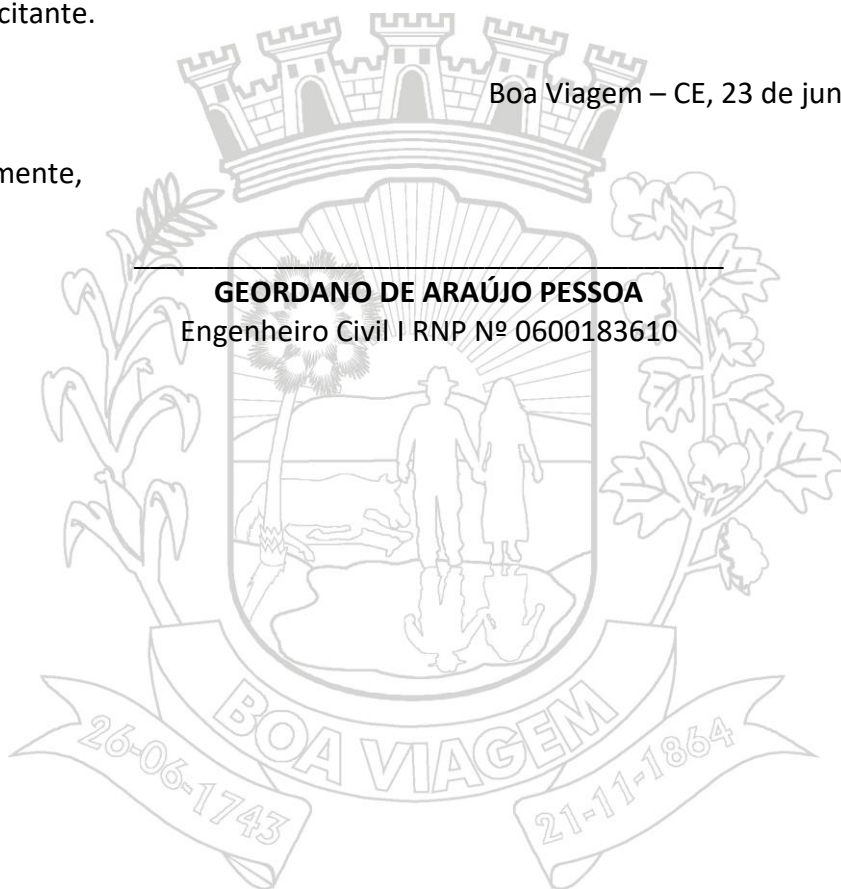 citante.
Boa Viagem – CE, 23 de jun
mente,
GEORDANO DE ARAÚJO PESSOA
Engenheiro Civil I RNP Nº 0600183610
BOA VIAGEM
26-06-1743
21-11-1864